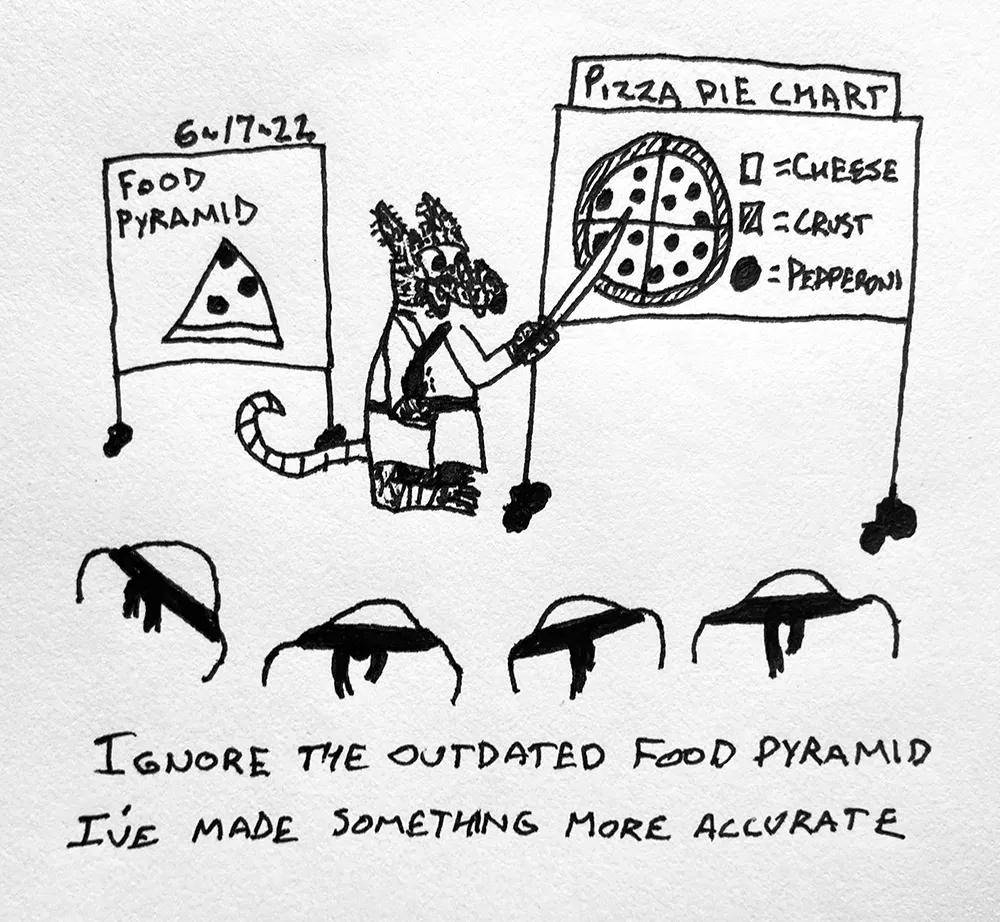 PIZZA PIE CHART
6-17-22
FOOD
PYRAMID
=CHEESE
=CRUST
=PEPPERONI
IGNORE THE OUTDATED FOOD PYRAMID
I'VE MADE SOMETHING MORE ACCURATE